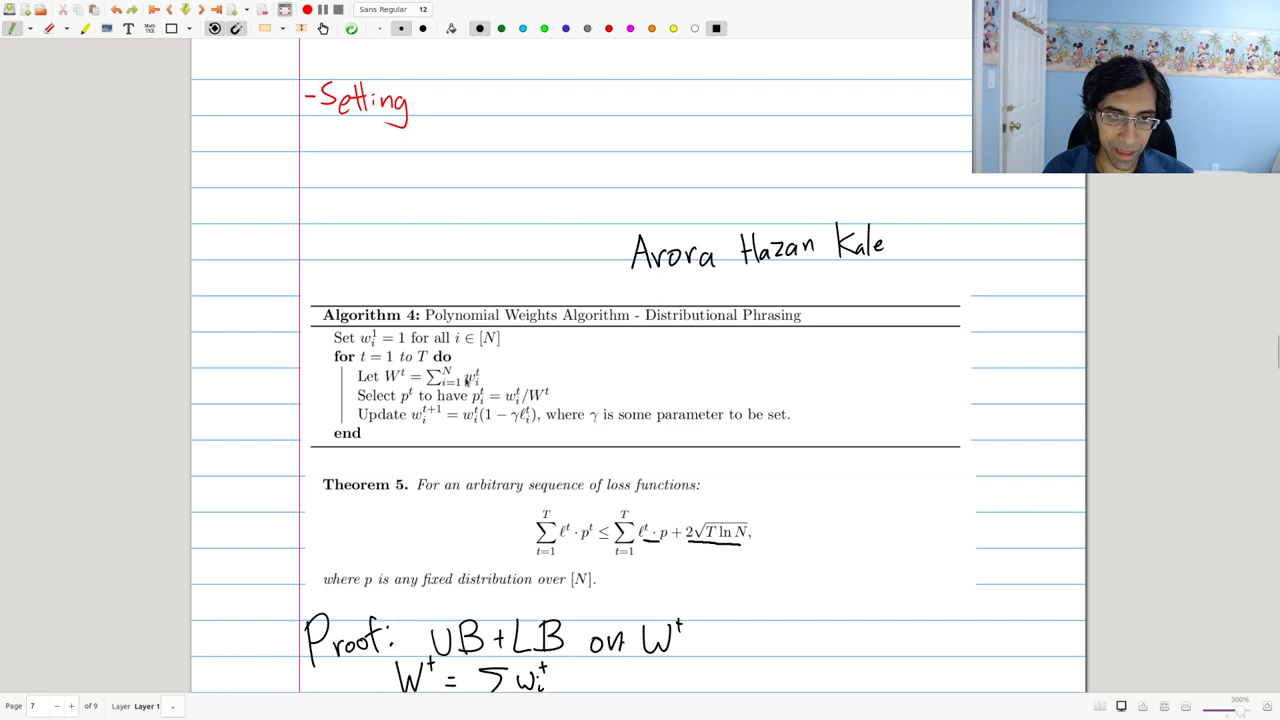 Sans Regular 12
-Setting
Arora Hazan Kale
Algorithm 4: Polynomial Weights Algorithm - Distributional Phrasing
Set w_i^1 = 1 for all i ∈ [N]
for t = 1 to T do
Let W^t = ∑_{i=1}^N w_i^t
Select p^t to have p_i^t = w_i^t/W^t
Update w_i^{t+1} = w_i^t(1 − γℓ_i^t), where γ is some parameter to be set.
end
Theorem 5. For an arbitrary sequence of loss functions:
∑_{t=1}^T ℓ^t · p^t ≤ ∑_{t=1}^T ℓ^t · p + 2√(T ln N),
where p is any fixed distribution over [N].
Proof: UB+LB on W^t
W^t = ∑ w_i^t
Page 7 of 9 Layer Layer 1 300%